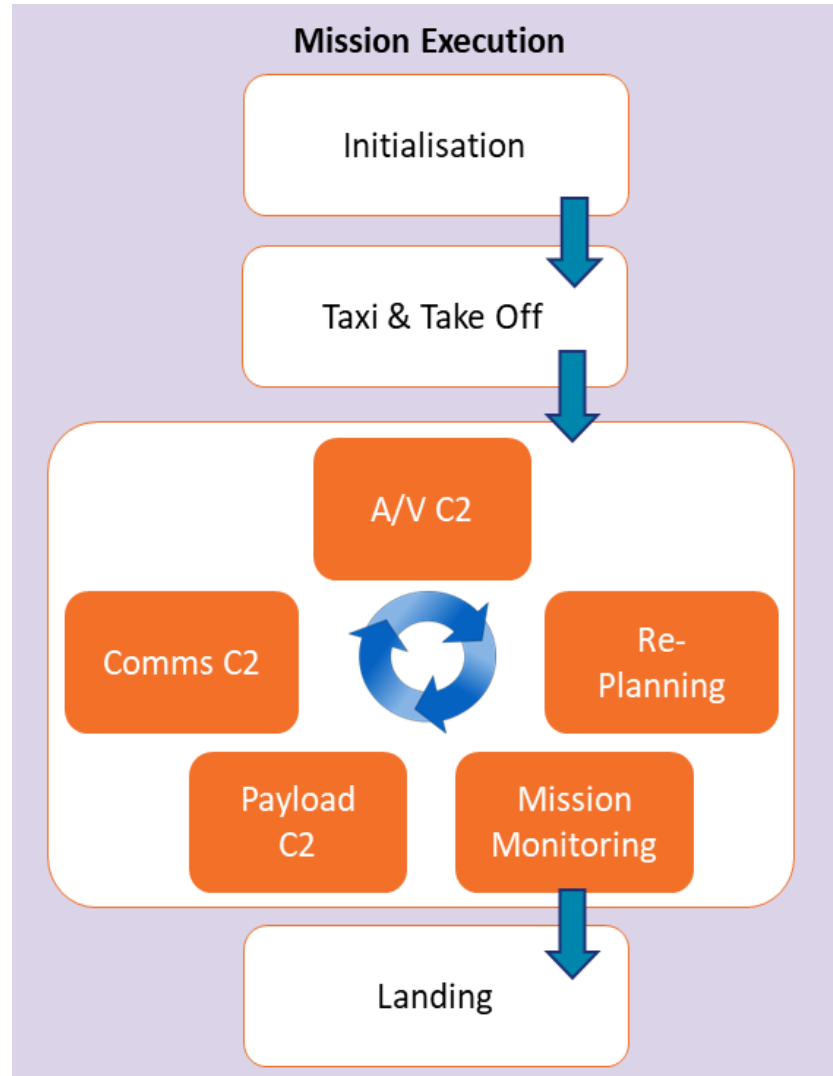 Mission Execution
Initialisation
Taxi & Take Off
A/V C2
Comms C2
Re-
Planning
Payload
C2
Mission
Monitoring
Landing